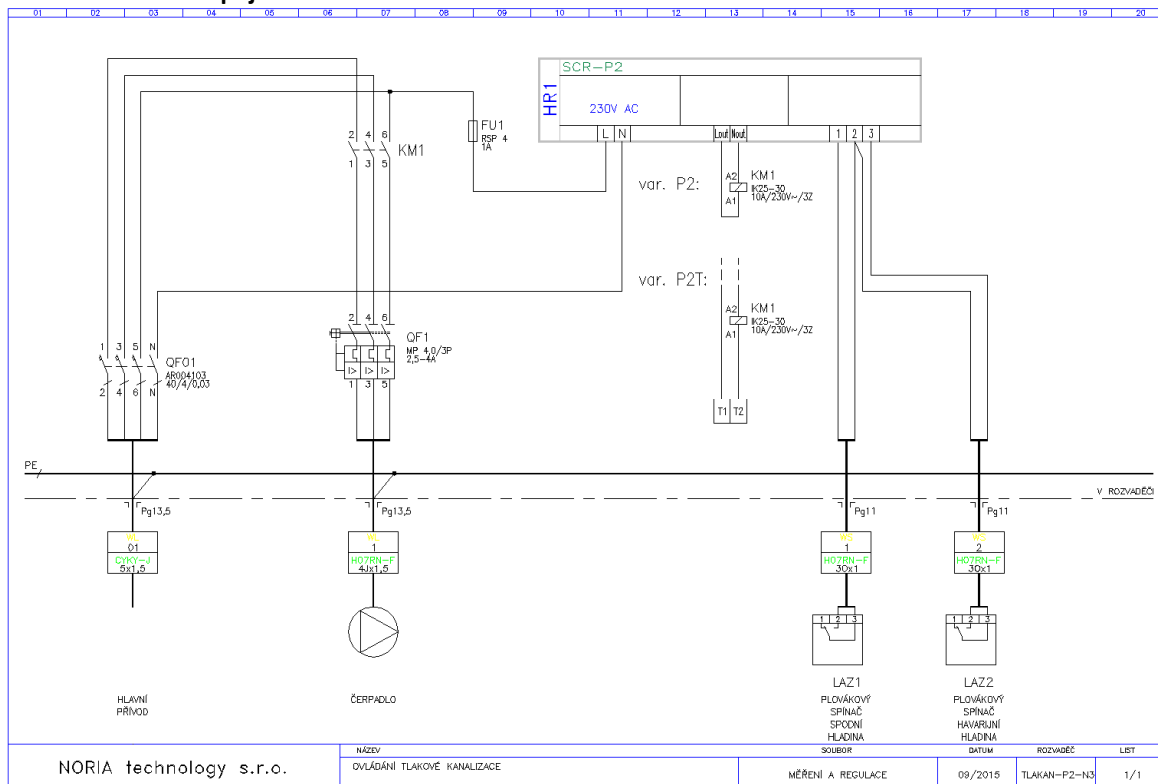 01 02 03 04 05 06 07 08 09 10 11 12 13 14 15 16 17 18 19 20
SCR-P2
HR1
230V AC
L N
Lout Nout
1 2 3
FU1
RSP 4
1A
2 4 6
KM1
1 3 5
var. P2:
A2 KM1
IK25-30
10A/230V~/3Z
A1
var. P2T:
A2 KM1
IK25-30
10A/230V~/3Z
A1
T1 T2
2 4 6
QF1
MP 4,0/3P
2,5-4A
I> I> I>
1 3 5
1 3 5 N
QF01
AR004103
40/4/0,03
2 4 6 N
PE
V ROZVADĚČI
Pg13,5
Pg13,5
Pg11
Pg11
WL
01
CYKY-J
5x1,5
WL
1
H07RN-F
4Jx1,5
WS
1
H07RN-F
3Ox1
WS
2
H07RN-F
3Ox1
1 2 3
1 2 3
LAZ1
LAZ2
HLAVNÍ
PŘÍVOD
ČERPADLO
PLOVÁKOVÝ
SPÍNAČ
SPODNÍ
HLADINA
PLOVÁKOVÝ
SPÍNAČ
HAVARIJNÍ
HLADINA
NORIA technology s.r.o.
NÁZEV
OVLÁDÁNÍ TLAKOVÉ KANALIZACE
SOUBOR
MĚŘENÍ A REGULACE
DATUM
09/2015
ROZVADĚČ
TLAKAN-P2-N3
LIST
1/1